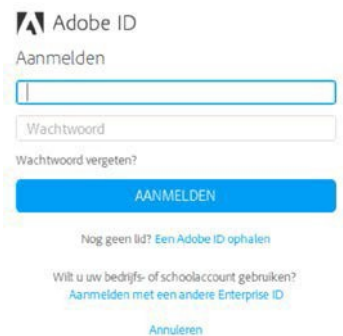 Adobe ID
Aanmelden
Wachtwoord
Wachtwoord vergeten?
AANMELDEN
Nog geen lid? Een Adobe ID ophalen
Wilt u uw bedrijfs- of schoolaccount gebruiken?
Aanmelden met een andere Enterprise ID
Annuleren